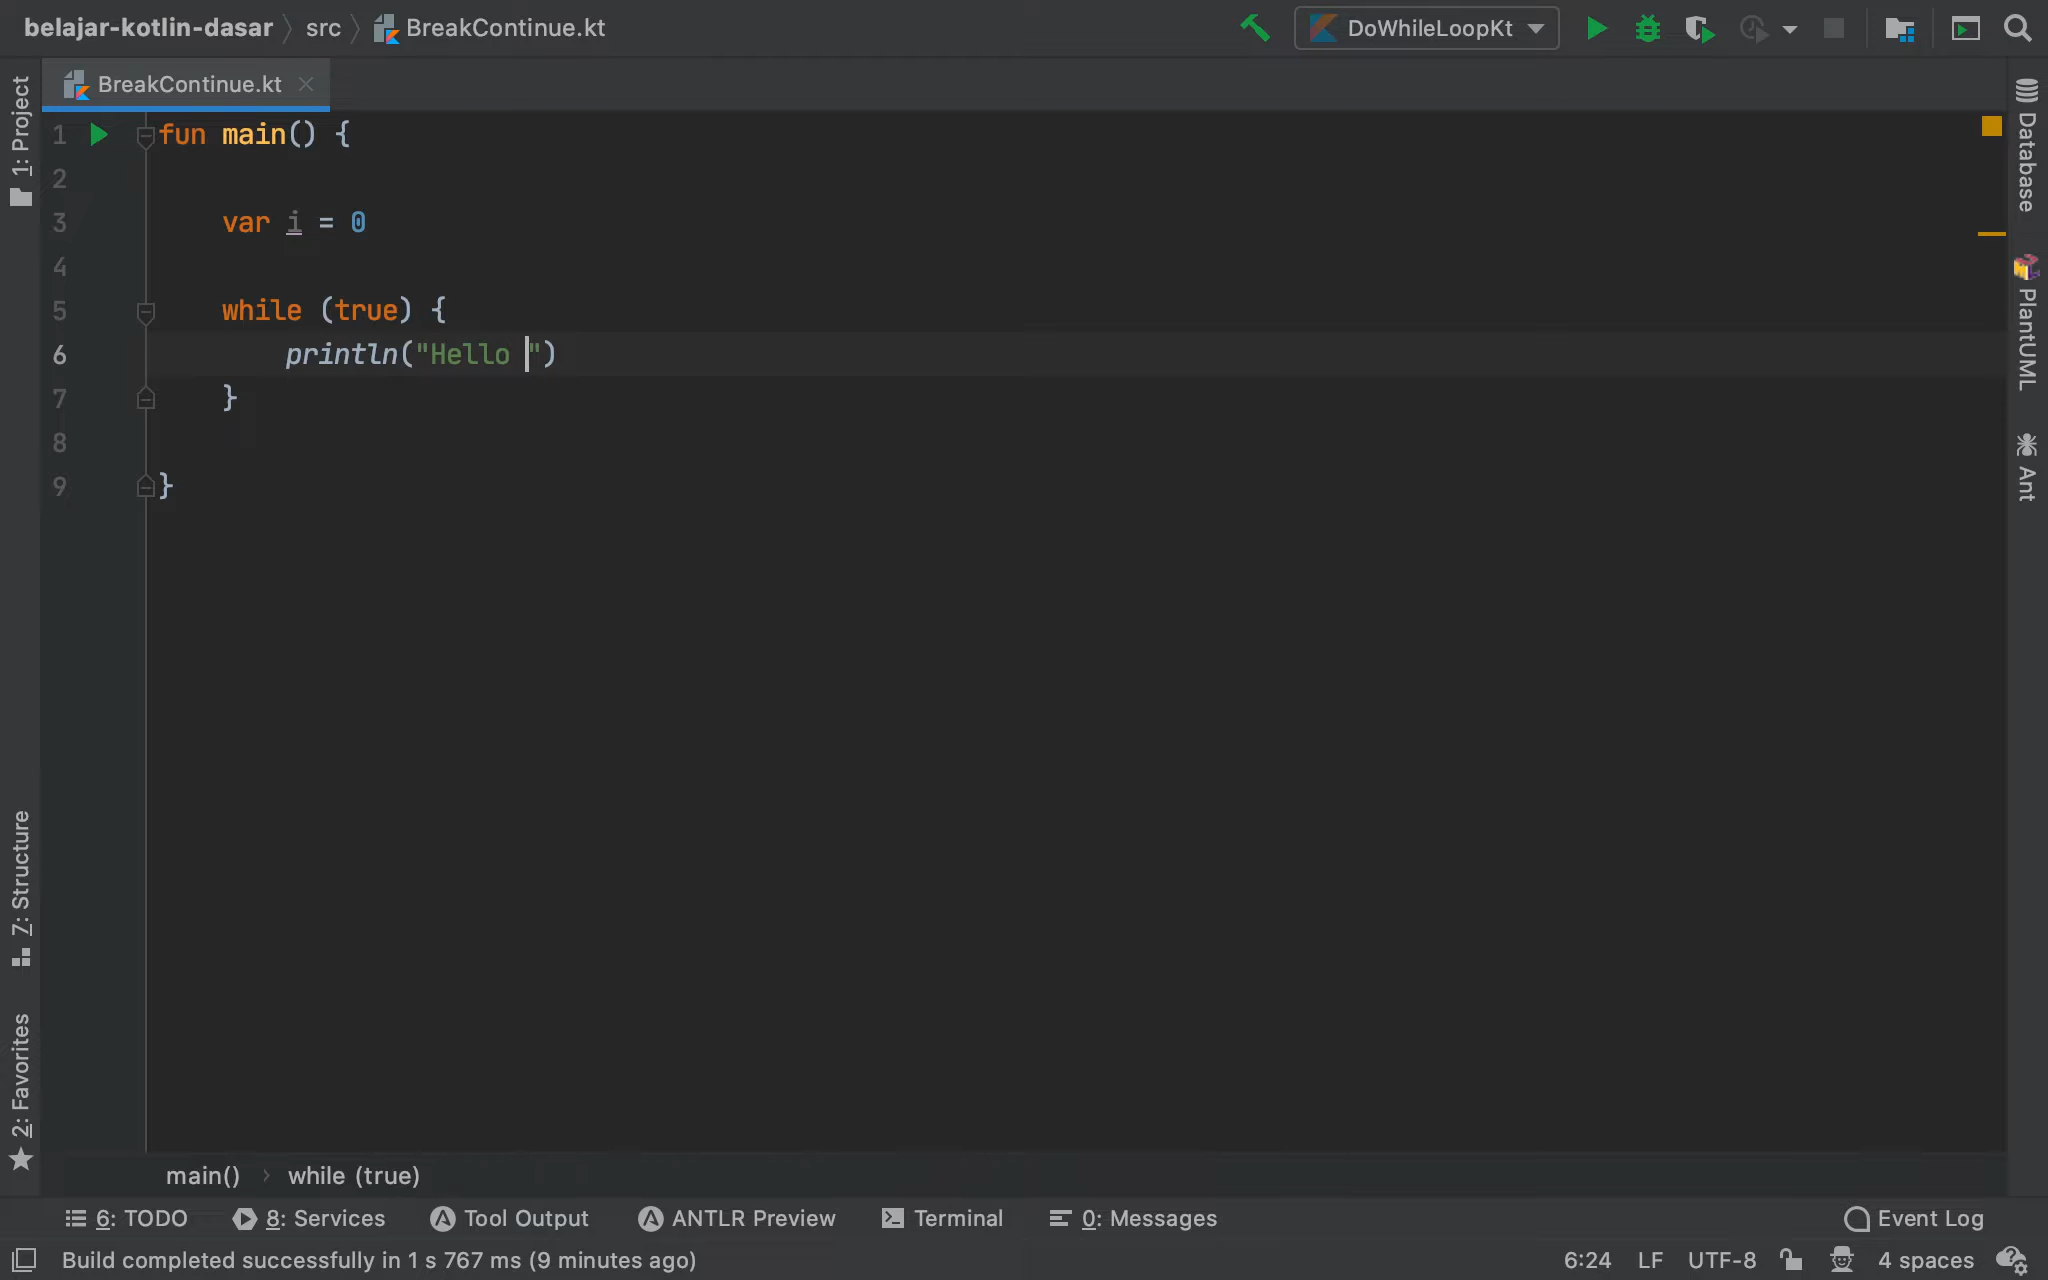 belajar-kotlin-dasar src BreakContinue.kt DoWhileLoopKt
BreakContinue.kt
1 fun main() {
2
3 var i = 0
4
5 while (true) {
6 println("Hello ")
7 }
8
9 }
1: Project
7: Structure
2: Favorites
Database
PlantUML
Ant
main() › while (true)
6: TODO 8: Services Tool Output ANTLR Preview Terminal 0: Messages Event Log
Build completed successfully in 1 s 767 ms (9 minutes ago) 6:24 LF UTF-8 4 spaces